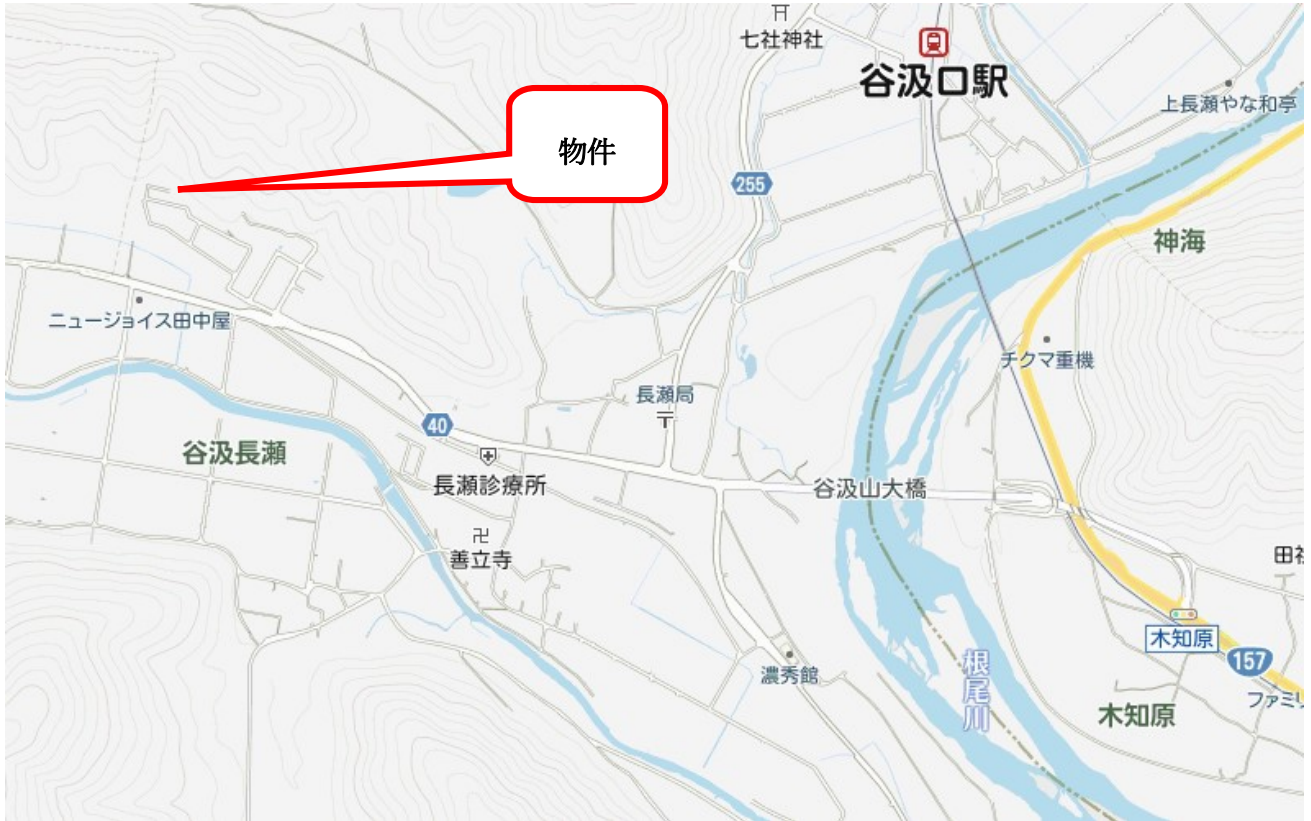 七社神社
谷汲口駅
上長瀬やな和亭
物件
255
神海
ニュージョイス田中屋
チクマ重機
長瀬局
40
谷汲長瀬
長瀬診療所
谷汲山大橋
善立寺
田社
木知原
157
濃秀館
根尾川
ファミリ
木知原